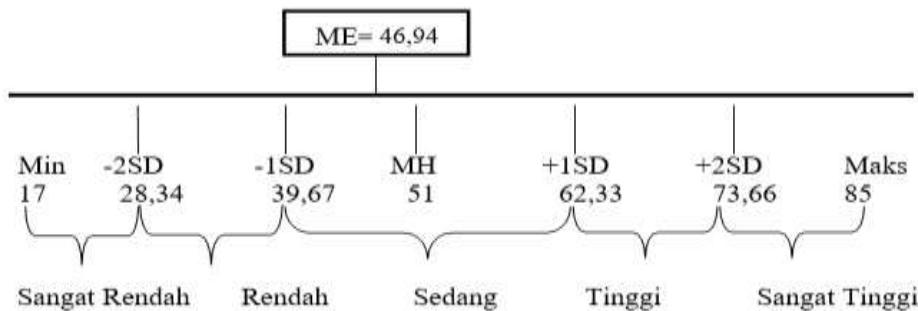 ME= 46,94
Min -2SD -1SD MH +1SD +2SD Maks
17 28,34 39,67 51 62,33 73,66 85
Sangat Rendah Rendah Sedang Tinggi Sangat Tinggi